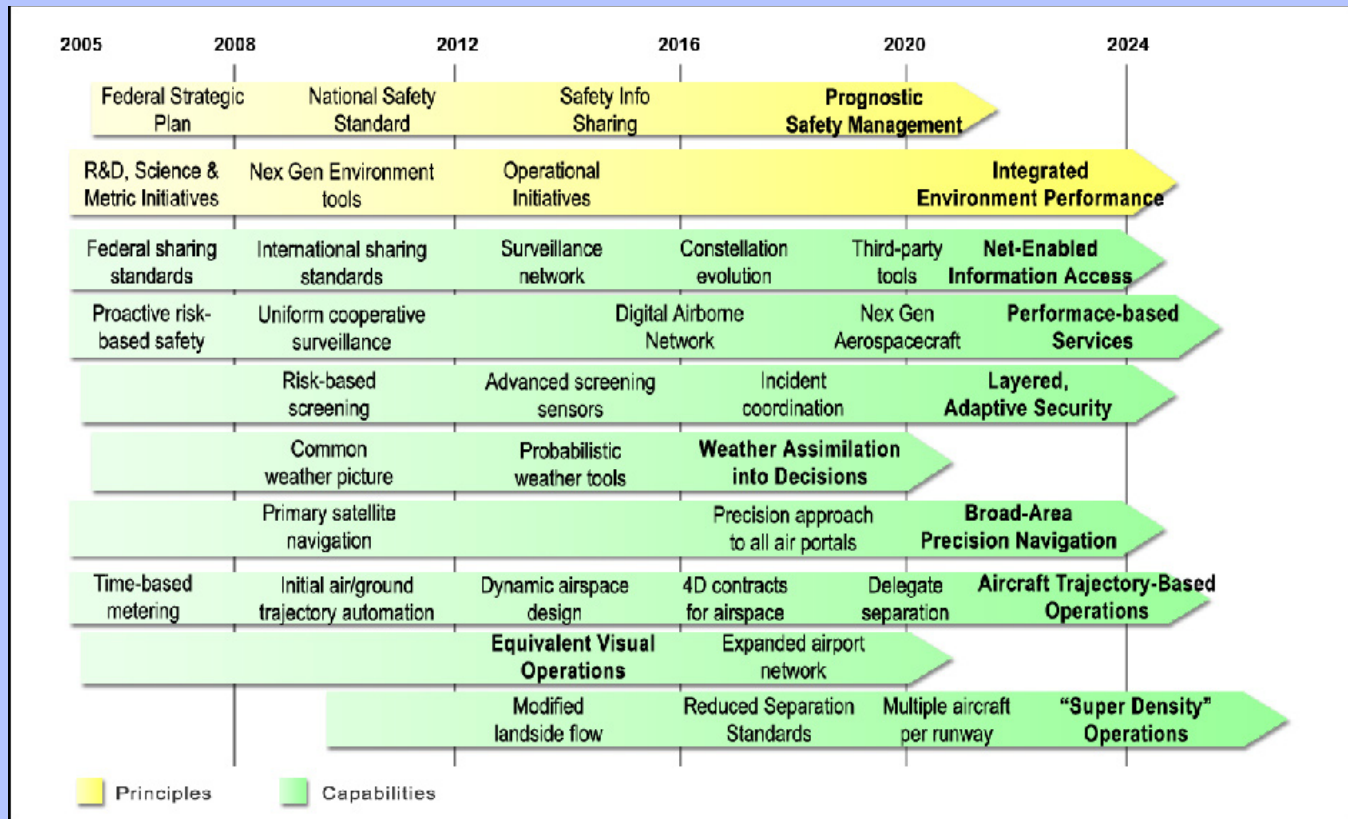 2005 2008 2012 2016 2020 2024
Federal Strategic
Plan
National Safety
Standard
Safety Info
Sharing
Prognostic
Safety Management
R&D, Science &
Metric Initiatives
Nex Gen Environment
tools
Operational
Initiatives
Integrated
Environment Performance
Federal sharing
standards
International sharing
standards
Surveillance
network
Constellation
evolution
Third-party
tools
Net-Enabled
Information Access
Proactive risk-
based safety
Uniform cooperative
surveillance
Digital Airborne
Network
Nex Gen
Aerospacecraft
Performace-based
Services
Risk-based
screening
Advanced screening
sensors
Incident
coordination
Layered,
Adaptive Security
Common
weather picture
Probabilistic
weather tools
Weather Assimilation
into Decisions
Primary satellite
navigation
Precision approach
to all air portals
Broad-Area
Precision Navigation
Time-based
metering
Initial air/ground
trajectory automation
Dynamic airspace
design
4D contracts
for airspace
Delegate
separation
Aircraft Trajectory-Based
Operations
Equivalent Visual
Operations
Expanded airport
network
Modified
landside flow
Reduced Separation
Standards
Multiple aircraft
per runway
“Super Density”
Operations
Principles
Capabilities